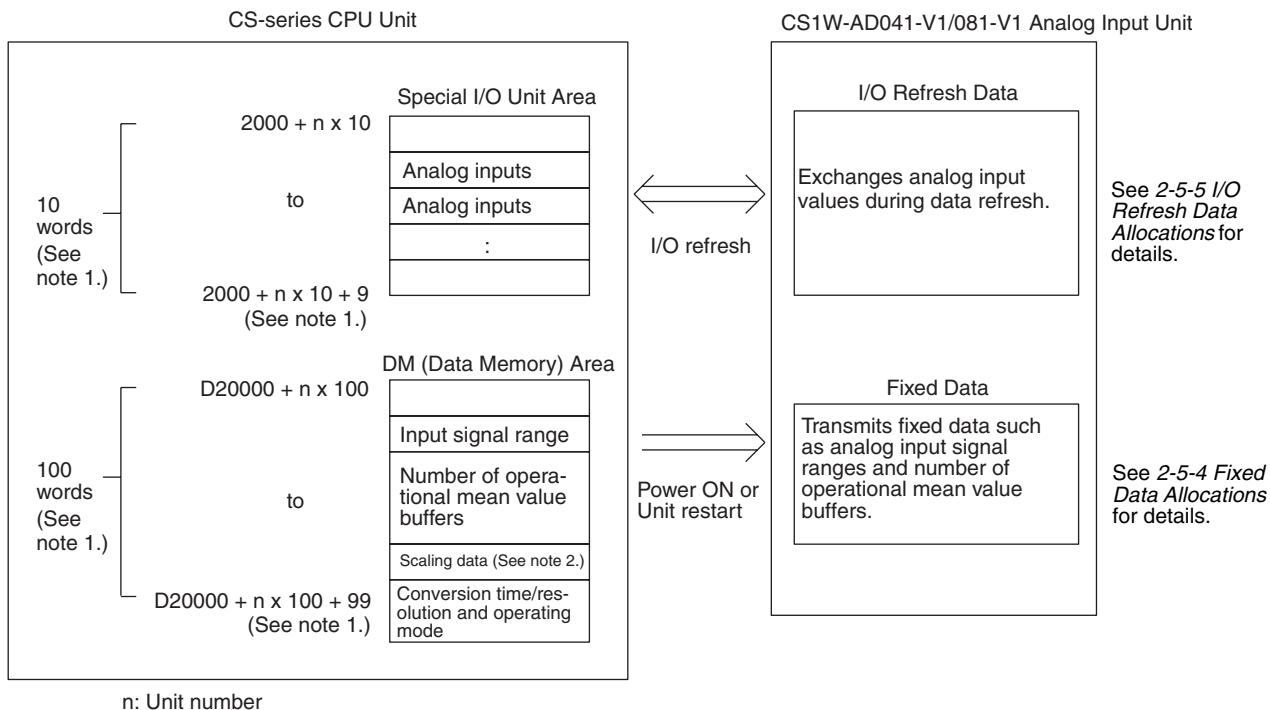 CS-series CPU Unit
CS1W-AD041-V1/081-V1 Analog Input Unit
Special I/O Unit Area
2000 + n x 10
to
2000 + n x 10 + 9
(See note 1.)
10
words
(See
note 1.)
Analog inputs
Analog inputs
:
I/O refresh
I/O Refresh Data
Exchanges analog input
values during data refresh.
See 2-5-5 I/O
Refresh Data
Allocations for
details.
DM (Data Memory) Area
D20000 + n x 100
to
D20000 + n x 100 + 99
(See note 1.)
100
words
(See
note 1.)
Input signal range
Number of opera-
tional mean value
buffers
Scaling data (See note 2.)
Conversion time/res-
olution and operating
mode
Power ON or
Unit restart
Fixed Data
Transmits fixed data such
as analog input signal
ranges and number of
operational mean value
buffers.
See 2-5-4 Fixed
Data Allocations
for details.
n: Unit number